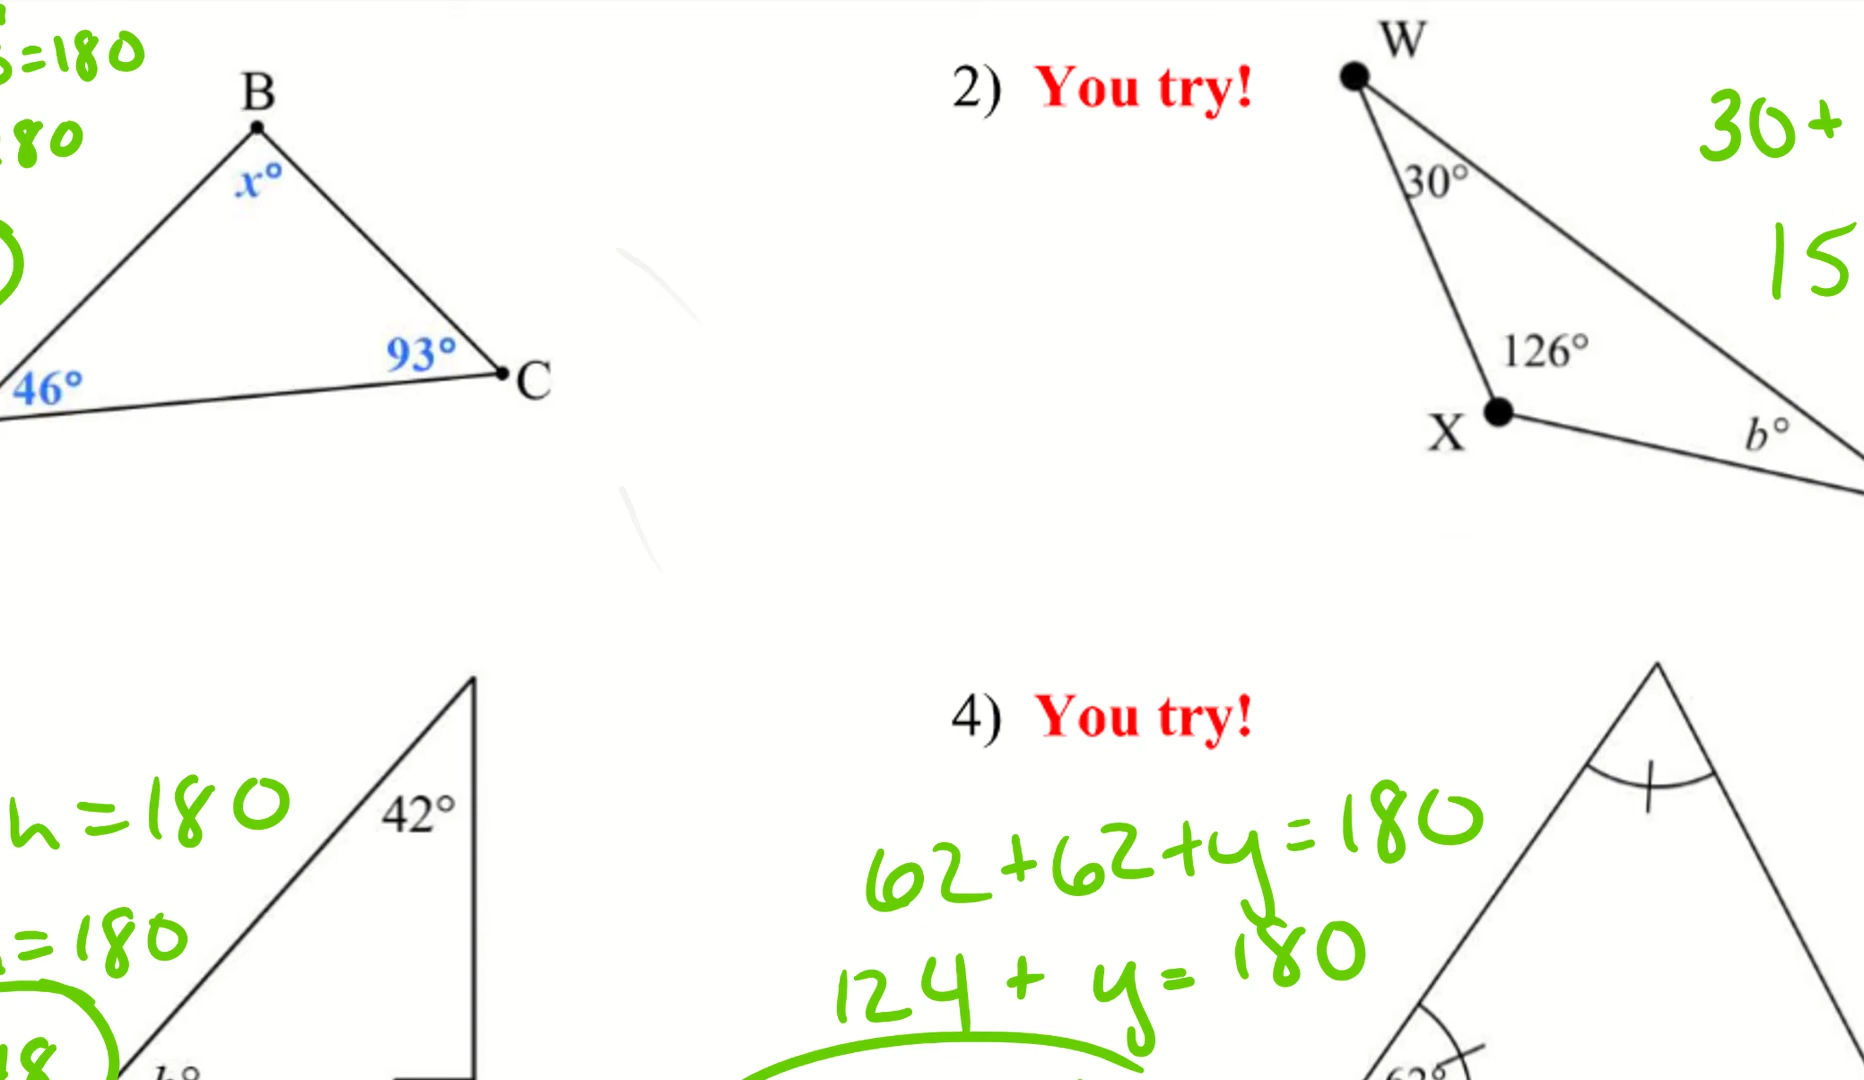 =180
B
2) You try!
W
30+
80
x°
30°
15
93°
126°
46°
C
X
b°
4) You try!
h=180
42°
62+62+y=180
=180
124+y=180